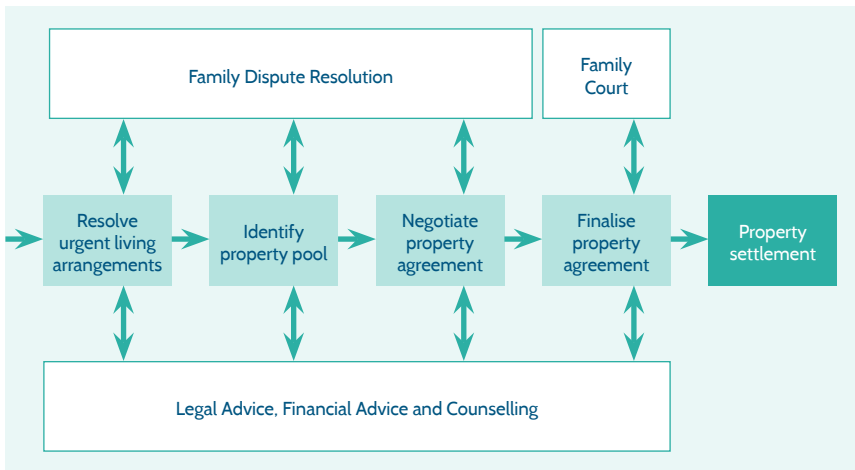 Family Dispute Resolution
Family
Court
Resolve
urgent living
arrangements
Identify
property pool
Negotiate
property
agreement
Finalise
property
agreement
Property
settlement
Legal Advice, Financial Advice and Counselling